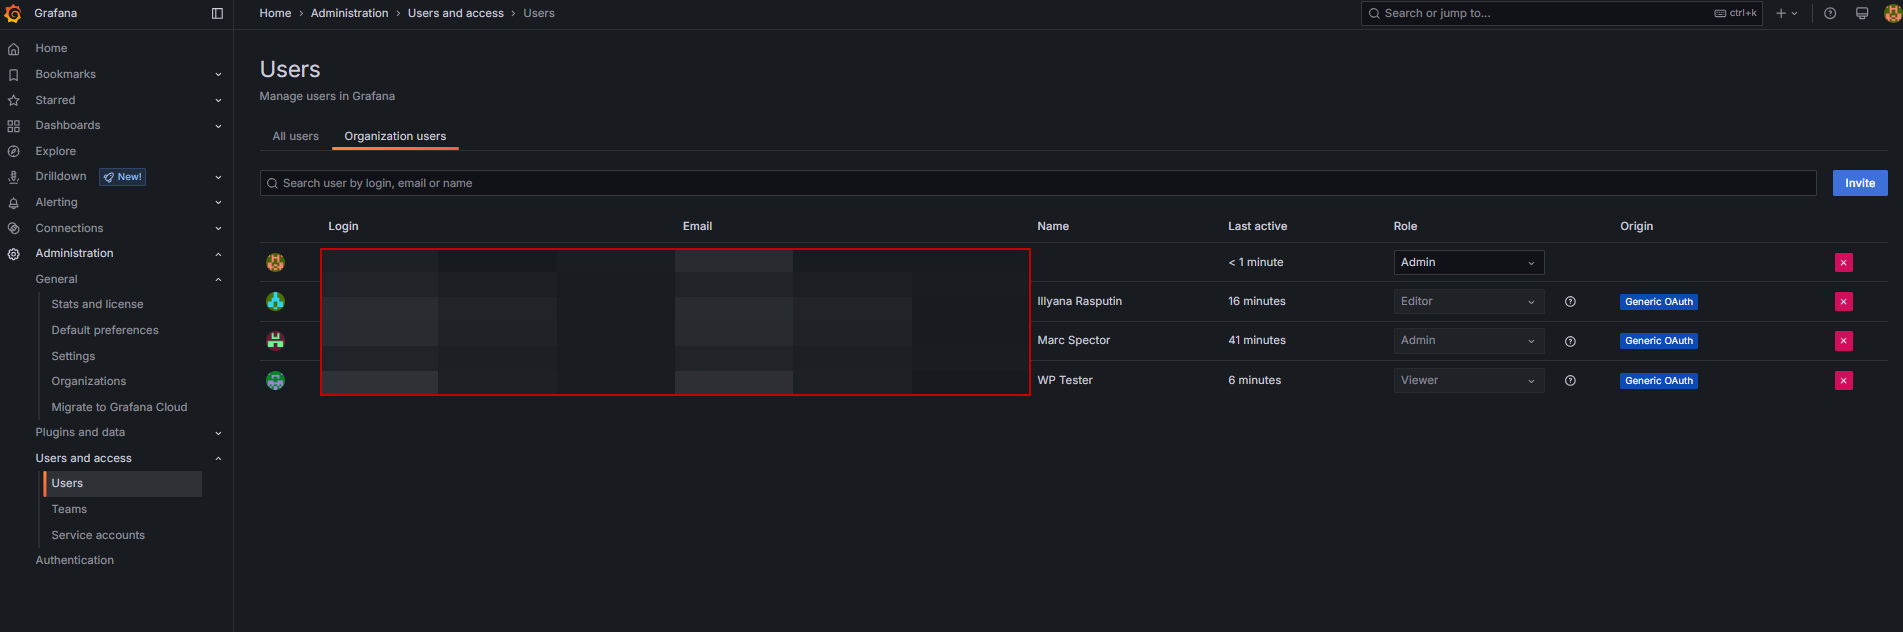 Grafana
Home › Administration › Users and access › Users
Search or jump to...
ctrl+k
Home
Bookmarks
Starred
Dashboards
Explore
Drilldown New!
Alerting
Connections
Administration
General
Stats and license
Default preferences
Settings
Organizations
Migrate to Grafana Cloud
Plugins and data
Users and access
Users
Teams
Service accounts
Authentication
Users
Manage users in Grafana
All users Organization users
Search user by login, email or name
Invite
Login Email Name Last active Role Origin
< 1 minute Admin
Illyana Rasputin 16 minutes Editor Generic OAuth
Marc Spector 41 minutes Admin Generic OAuth
WP Tester 6 minutes Viewer Generic OAuth